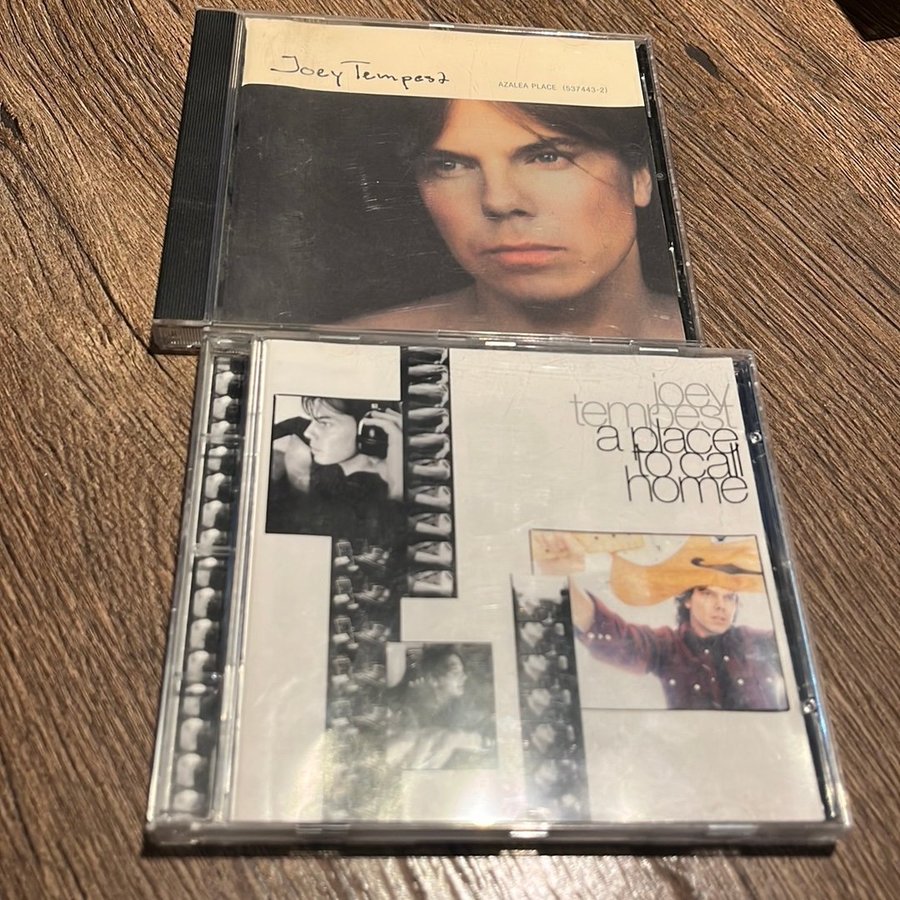 Joey Tempest
AZALEA PLACE (537443-2)
joey
tempest
a place
to call
home